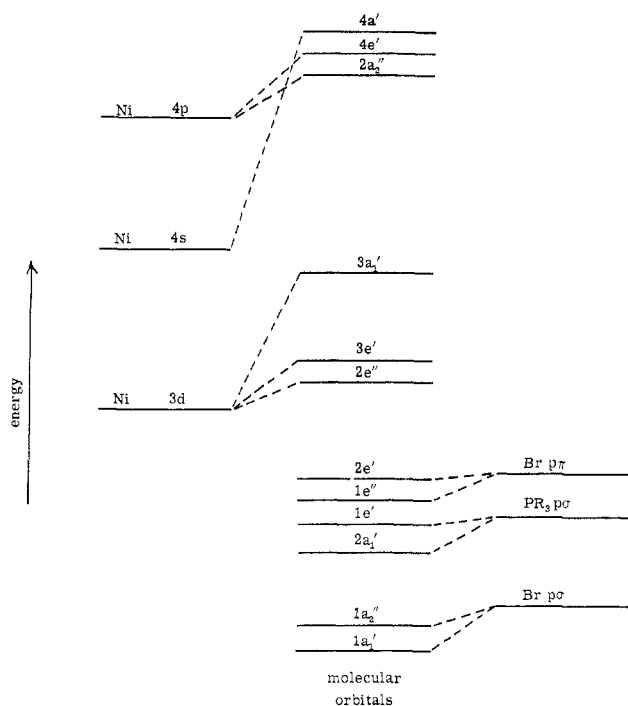 4a′
4e′
2a₂″
Ni 4p
Ni 4s
3a₁′
3e′
2e″
Ni 3d
energy
2e′
Br pπ
1e″
1e′
PR₃ pσ
2a₁′
Br pσ
1a₂″
1a₁′
molecular
orbitals